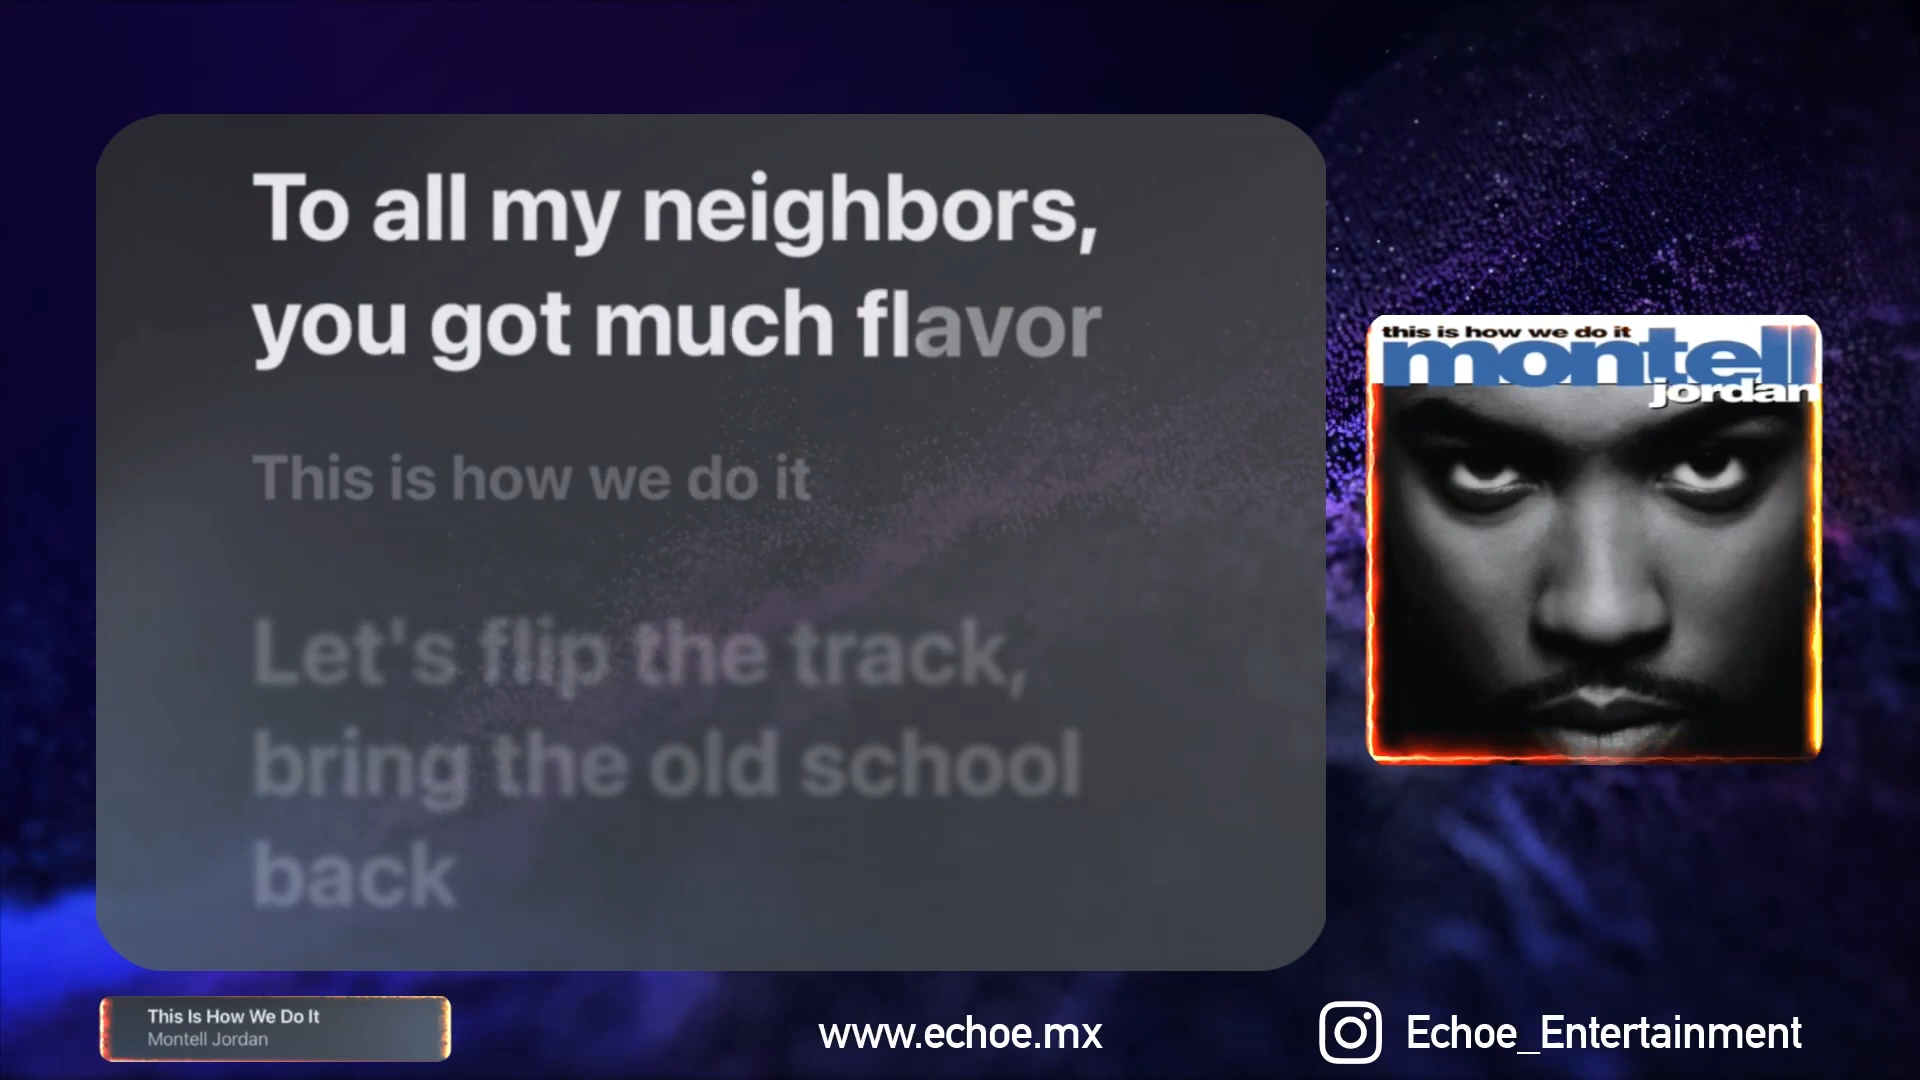 To all my neighbors,
you got much flavor
This is how we do it
Let's flip the track,
bring the old school
back
this is how we do it
montell
jordan
This Is How We Do It
Montell Jordan
www.echoe.mx
Echoe_Entertainment